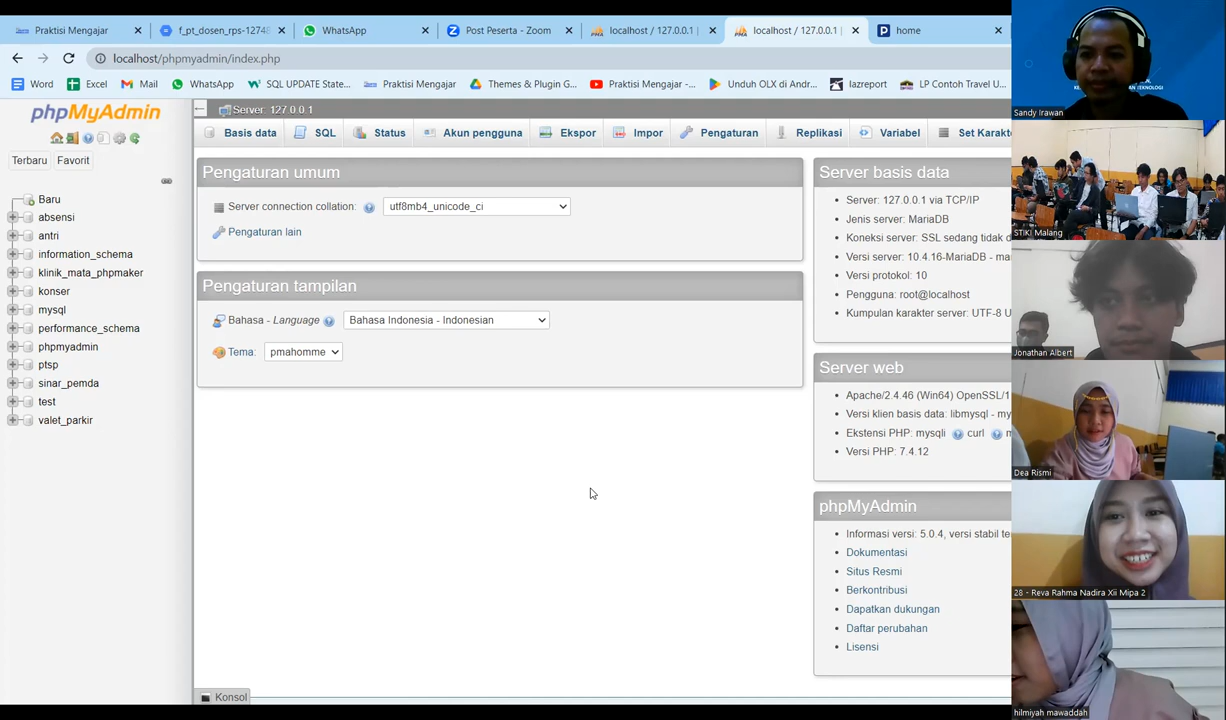 Praktisi Mengajar
f_pt_dosen_rps-12748
WhatsApp
Post Peserta - Zoom
localhost / 127.0.0.1 |
localhost / 127.0.0.1 |
home
localhost/phpmyadmin/index.php
Word
Excel
Mail
WhatsApp
SQL UPDATE State...
Praktisi Mengajar
Themes & Plugin G...
Praktisi Mengajar -...
Unduh OLX di Andr...
lazreport
LP Contoh Travel U...
phpMyAdmin
Terbaru
Favorit
Baru
absensi
antri
information_schema
klinik_mata_phpmaker
konser
mysql
performance_schema
phpmyadmin
ptsp
sinar_pemda
test
valet_parkir
Server: 127.0.0.1
Basis data
SQL
Status
Akun pengguna
Ekspor
Impor
Pengaturan
Replikasi
Variabel
Set Karakt
Pengaturan umum
Server connection collation:
utf8mb4_unicode_ci
Pengaturan lain
Pengaturan tampilan
Bahasa - Language
Bahasa Indonesia - Indonesian
Tema:
pmahomme
Konsol
Server basis data
Server: 127.0.0.1 via TCP/IP
Jenis server: MariaDB
Koneksi server: SSL sedang tidak d
Versi server: 10.4.16-MariaDB - ma
Versi protokol: 10
Pengguna: root@localhost
Kumpulan karakter server: UTF-8 U
Server web
Apache/2.4.46 (Win64) OpenSSL/1
Versi klien basis data: libmysql - my
Ekstensi PHP: mysqli
curl
m
Versi PHP: 7.4.12
phpMyAdmin
Informasi versi: 5.0.4, versi stabil te
Dokumentasi
Situs Resmi
Berkontribusi
Dapatkan dukungan
Daftar perubahan
Lisensi
Sandy Irawan
STIKI Malang
Jonathan Albert
Dea Rismi
28 - Reva Rahma Nadira Xii Mipa 2
hilmiyah mawaddah